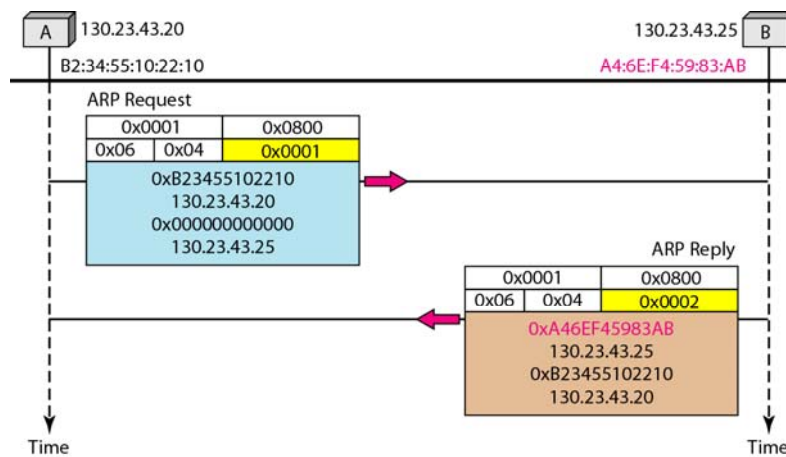 A 130.23.43.20 130.23.43.25 B
B2:34:55:10:22:10 A4:6E:F4:59:83:AB
ARP Request
0x0001 0x0800
0x06 0x04 0x0001
0xB23455102210
130.23.43.20
0x000000000000
130.23.43.25
ARP Reply
0x0001 0x0800
0x06 0x04 0x0002
0xA46EF45983AB
130.23.43.25
0xB23455102210
130.23.43.20
Time Time